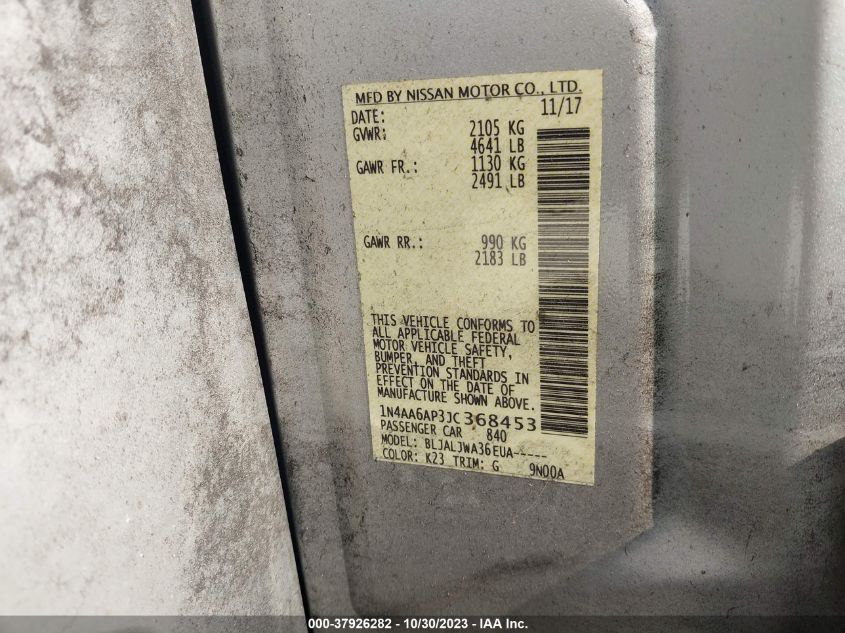 MFD BY NISSAN MOTOR CO., LTD.
DATE: 11/17
GVWR: 2105 KG
4641 LB
GAWR FR.: 1130 KG
2491 LB
GAWR RR.: 990 KG
2183 LB
THIS VEHICLE CONFORMS TO
ALL APPLICABLE FEDERAL
MOTOR VEHICLE SAFETY,
BUMPER, AND THEFT
PREVENTION STANDARDS IN
EFFECT ON THE DATE OF
MANUFACTURE SHOWN ABOVE.
1N4AA6AP3JC368453
PASSENGER CAR 840
MODEL: BLJALJWA36EUA-----
COLOR: K23 TRIM: G 9N00A
000-37926282 - 10/30/2023 - IAA Inc.